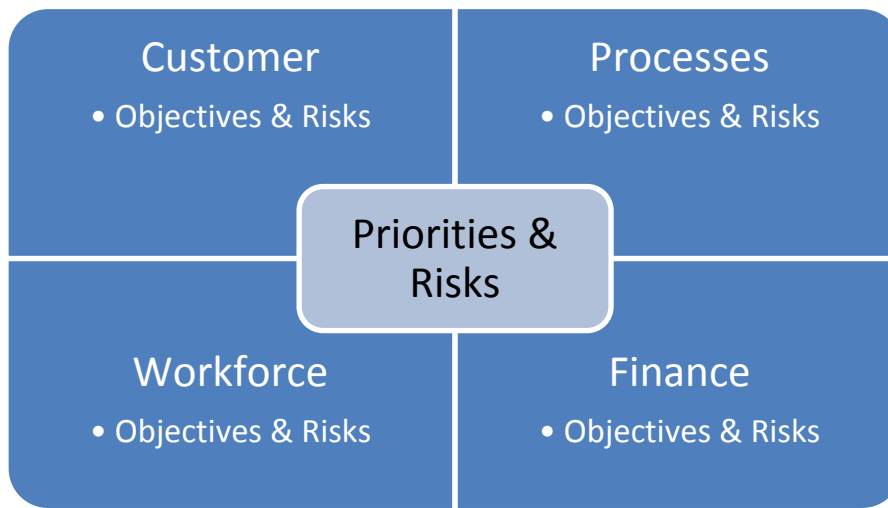 Customer
• Objectives & Risks
Processes
• Objectives & Risks
Priorities &
Risks
Workforce
• Objectives & Risks
Finance
• Objectives & Risks